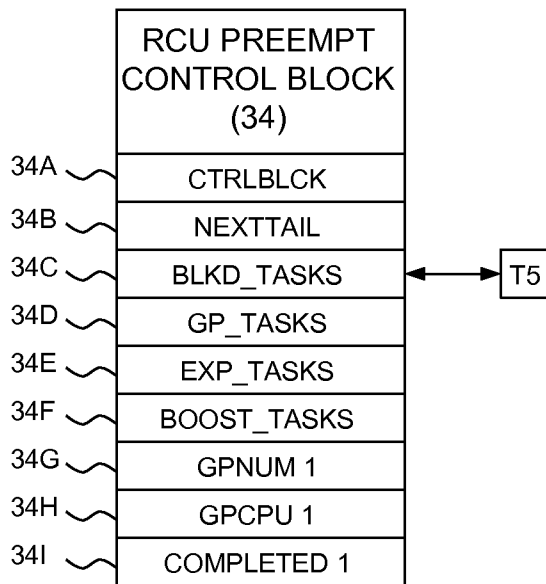 RCU PREEMPT
CONTROL BLOCK
(34)
34A CTRLBLCK
34B NEXTTAIL
34C BLKD_TASKS T5
34D GP_TASKS
34E EXP_TASKS
34F BOOST_TASKS
34G GPNUM 1
34H GPCPU 1
34I COMPLETED 1